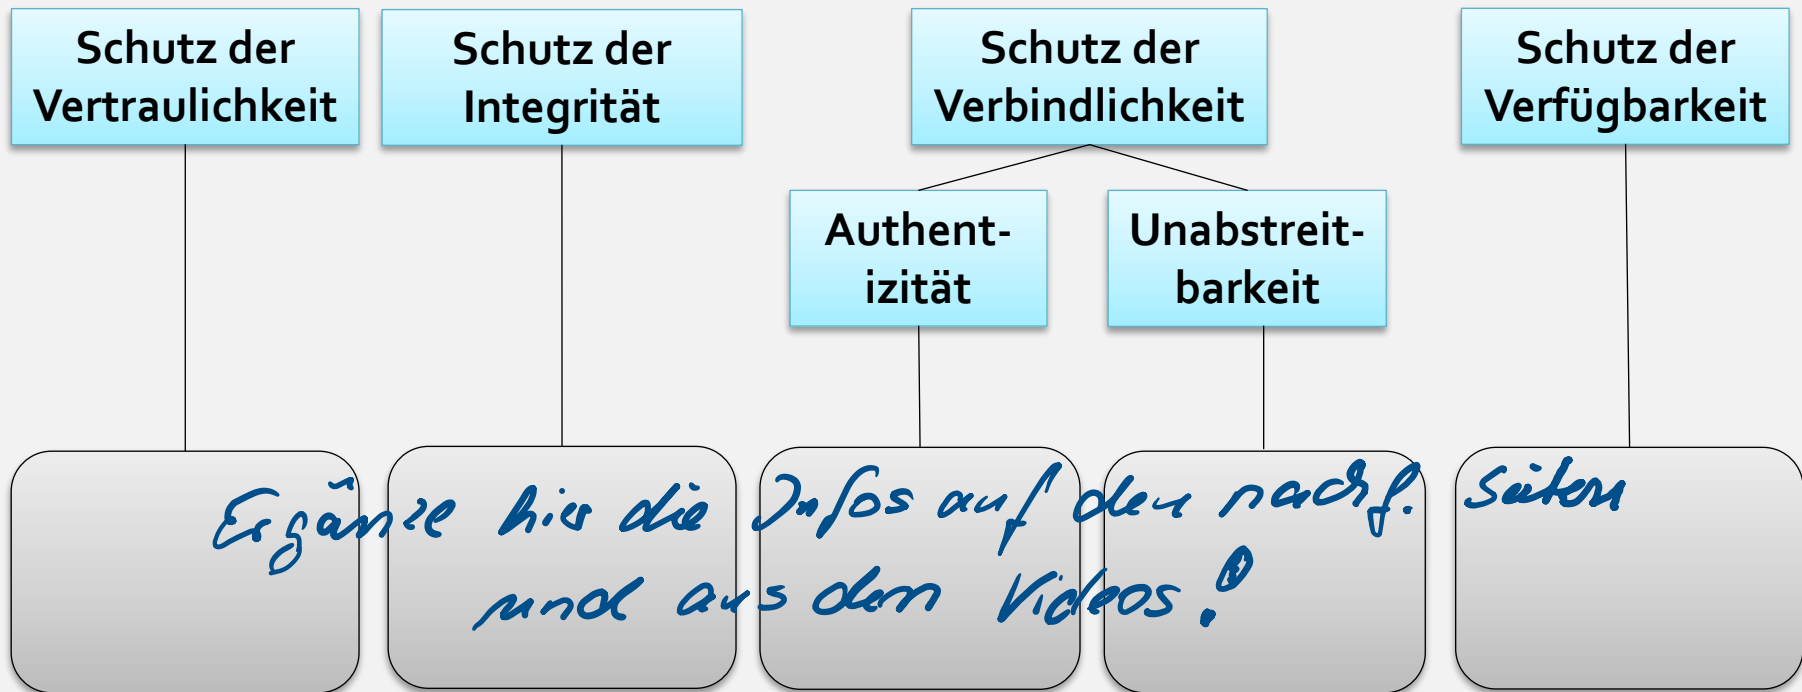 Schutz der
Vertraulichkeit
Schutz der
Integrität
Schutz der
Verbindlichkeit
Schutz der
Verfügbarkeit
Authent-
izität
Unabstreit-
barkeit
Ergänze hier die Infos auf den nachf. Seiten
und aus den Videos!